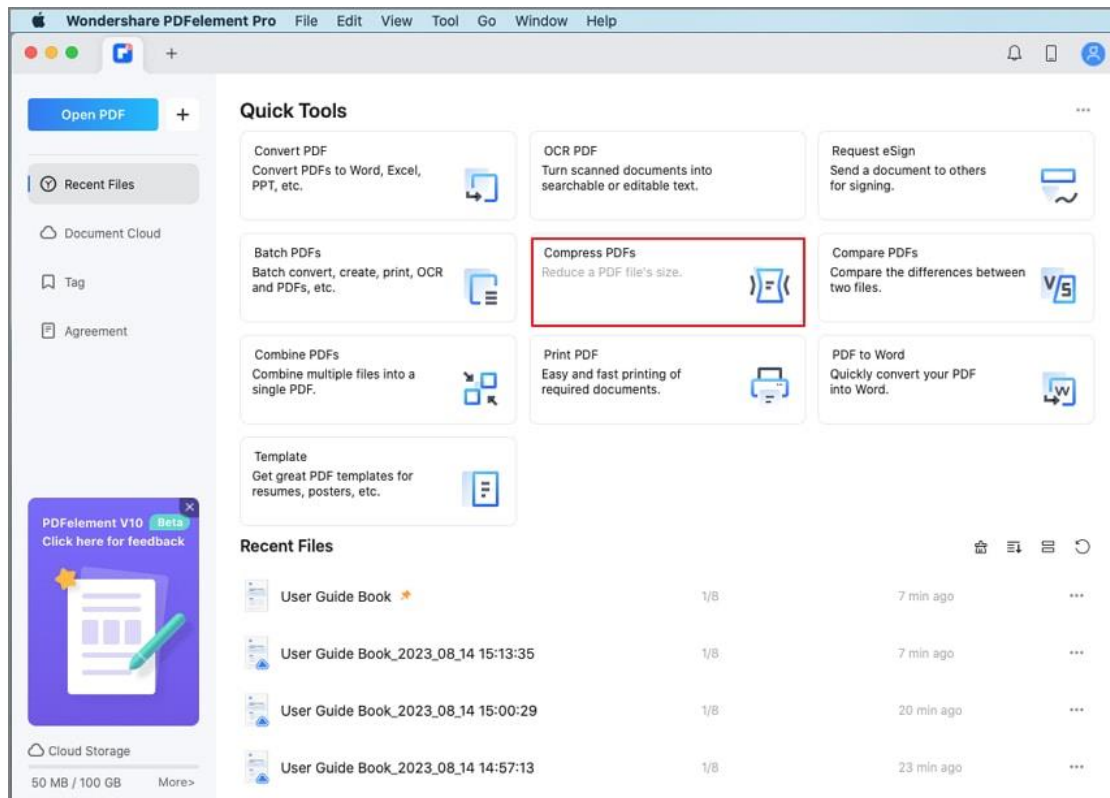 Wondershare PDFelement Pro File Edit View Tool Go Window Help
Open PDF
Recent Files
Document Cloud
Tag
Agreement
PDFelement V10 Beta
Click here for feedback
Cloud Storage
50 MB / 100 GB More>
Quick Tools
Convert PDF
Convert PDFs to Word, Excel,
PPT, etc.
OCR PDF
Turn scanned documents into
searchable or editable text.
Request eSign
Send a document to others
for signing.
Batch PDFs
Batch convert, create, print, OCR
and PDFs, etc.
Compress PDFs
Reduce a PDF file's size.
Compare PDFs
Compare the differences between
two files.
V/S
Combine PDFs
Combine multiple files into a
single PDF.
Print PDF
Easy and fast printing of
required documents.
PDF to Word
Quickly convert your PDF
into Word.
W
Template
Get great PDF templates for
resumes, posters, etc.
Recent Files
User Guide Book 1/8 7 min ago
User Guide Book_2023_08_14 15:13:35 1/8 7 min ago
User Guide Book_2023_08_14 15:00:29 1/8 20 min ago
User Guide Book_2023_08_14 14:57:13 1/8 23 min ago